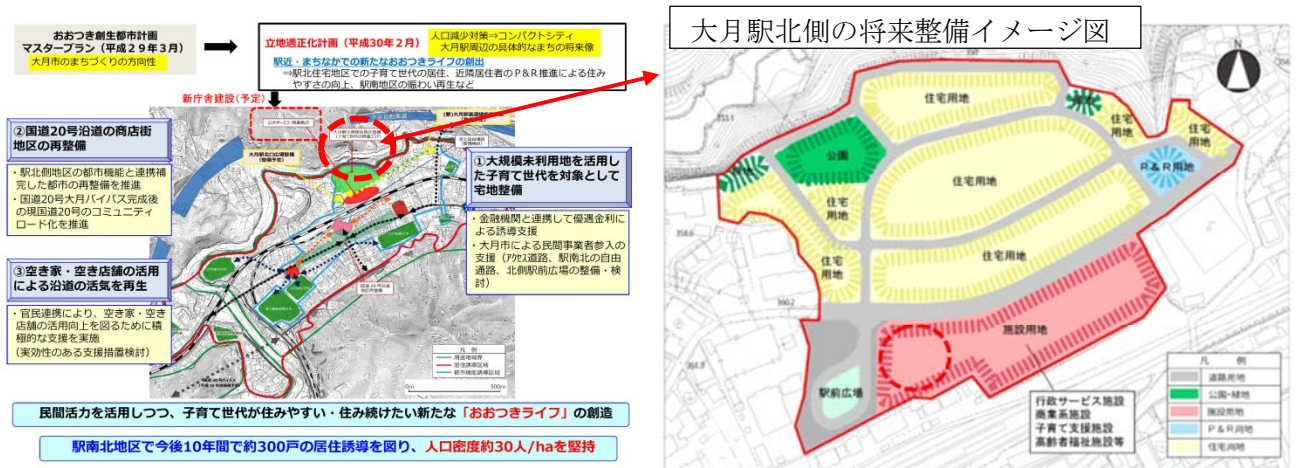 おおつき創生都市計画
マスタープラン（平成２９年３月）
大月市のまちづくりの方向性
立地適正化計画（平成30年２月）
人口減少対策⇒コンパクトシティ
大月駅周辺の具体的なまちの将来像
駅近・まちなかでの新たなおおつきライフの創出
⇒駅北住宅地区での子育て世代の居住、近隣居住者のＰ＆Ｒ推進による住み
やすさの向上、駅南地区の賑わい再生など
新庁舎建設(予定)
②国道20号沿道の商店街
地区の再整備
・駅北側地区の都市機能と連携補
完した都市の再整備を推進
・国道20号大月バイパス完成後
の現国道20号のコミュニティ
ロード化を推進
③空き家・空き店舗の活用
による沿道の活気を再生
・官民連携により、空き家・空き
店舗の活用向上を図るために積
極的な支援を実施
(実効性のある支援措置検討)
①大規模未利用地を活用し
た子育て世代を対象として
宅地整備
・金融機関と連携して優遇金利に
よる誘導支援
・大月市による民間事業者参入の
支援（ｱｸｾｽ道路、駅南北の自由
通路、北側駅前広場の整備・検
討）
凡 例
用途地域界
居住誘導区域
都市機能誘導区域
0m 500m
民間活力を活用しつつ、子育て世代が住みやすい・住み続けたい新たな「おおつきライフ」の創造
駅南北地区で今後10年間で約300戸の居住誘導を図り、人口密度約30人/haを堅持
大月駅北側の将来整備イメージ図
N
住宅用地
住宅
用地
住宅
用地
公園
Ｐ＆Ｒ用地
住宅用地
住宅
用地
住宅用地
住宅
用地
施設用地
駅前広場
行政サービス施設
商業系施設
子育て支援施設
高齢者福祉施設等
凡 例
道路用地
公園・緑地
施設用地
Ｐ＆Ｒ用地
住宅用地